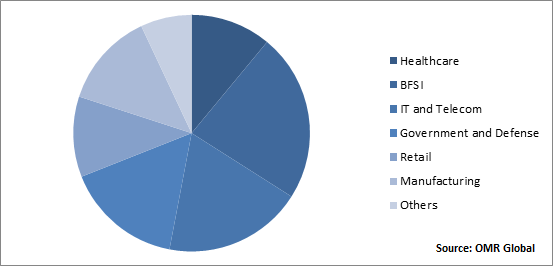 Healthcare
BFSI
IT and Telecom
Government and Defense
Retail
Manufacturing
Others
Source: OMR Global